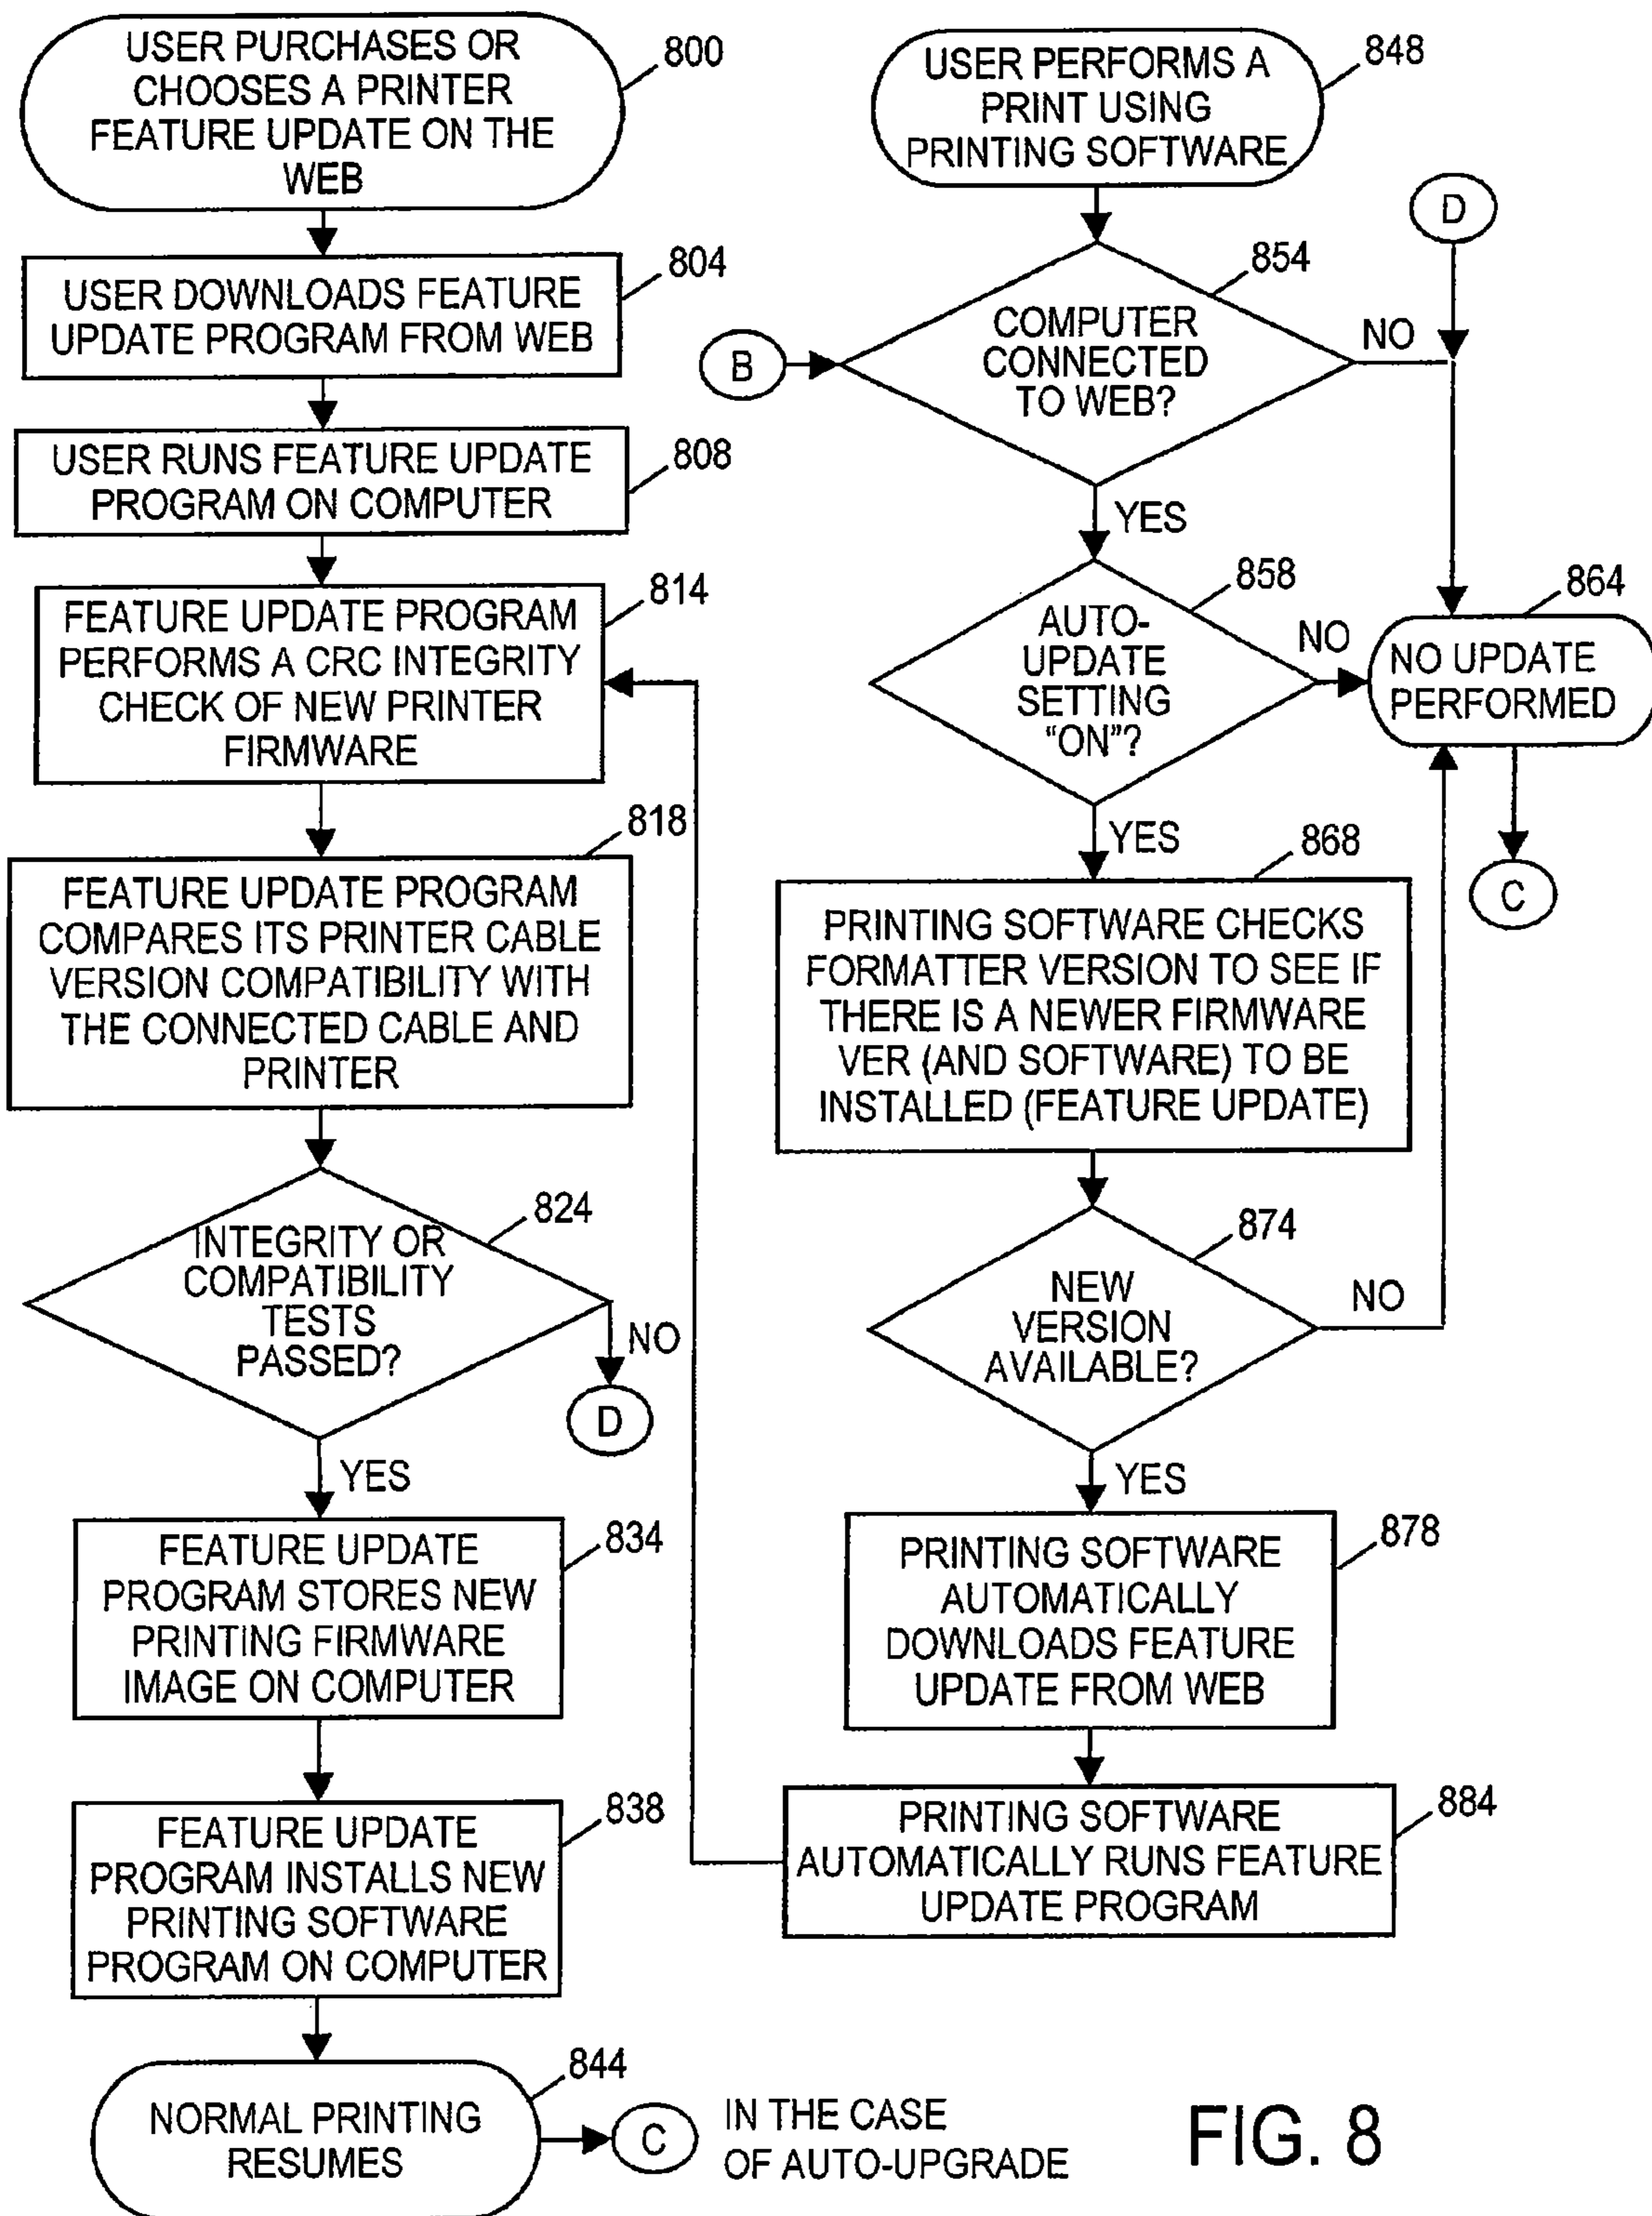 USER PURCHASES OR
CHOOSES A PRINTER
FEATURE UPDATE ON THE
WEB
800
USER DOWNLOADS FEATURE
UPDATE PROGRAM FROM WEB
804
USER RUNS FEATURE UPDATE
PROGRAM ON COMPUTER
808
FEATURE UPDATE PROGRAM
PERFORMS A CRC INTEGRITY
CHECK OF NEW PRINTER
FIRMWARE
814
FEATURE UPDATE PROGRAM
COMPARES ITS PRINTER CABLE
VERSION COMPATIBILITY WITH
THE CONNECTED CABLE AND
PRINTER
818
INTEGRITY OR
COMPATIBILITY
TESTS
PASSED?
824
NO
D
YES
FEATURE UPDATE
PROGRAM STORES NEW
PRINTING FIRMWARE
IMAGE ON COMPUTER
834
FEATURE UPDATE
PROGRAM INSTALLS NEW
PRINTING SOFTWARE
PROGRAM ON COMPUTER
838
NORMAL PRINTING
RESUMES
844
C
IN THE CASE
OF AUTO-UPGRADE
USER PERFORMS A
PRINT USING
PRINTING SOFTWARE
848
D
B
COMPUTER
CONNECTED
TO WEB?
854
NO
YES
AUTO-
UPDATE
SETTING
“ON”?
858
NO
NO UPDATE
PERFORMED
864
C
YES
PRINTING SOFTWARE CHECKS
FORMATTER VERSION TO SEE IF
THERE IS A NEWER FIRMWARE
VER (AND SOFTWARE) TO BE
INSTALLED (FEATURE UPDATE)
868
NEW
VERSION
AVAILABLE?
874
NO
YES
PRINTING SOFTWARE
AUTOMATICALLY
DOWNLOADS FEATURE
UPDATE FROM WEB
878
PRINTING SOFTWARE
AUTOMATICALLY RUNS FEATURE
UPDATE PROGRAM
884
FIG. 8